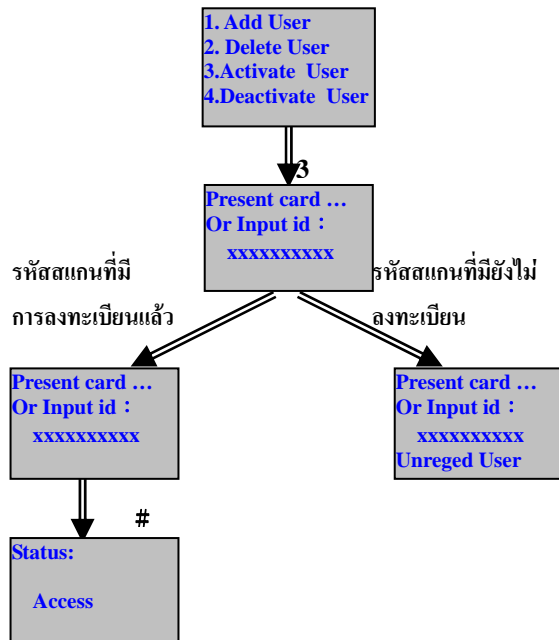 1. Add User
2. Delete User
3.Activate User
4.Deactivate User
3
Present card …
Or Input id：
xxxxxxxxxx
รหัสสแกนที่มี
การลงทะเบียนแล้ว
รหัสสแกนที่มียังไม่
ลงทะเบียน
Present card …
Or Input id：
xxxxxxxxxx
Present card …
Or Input id：
xxxxxxxxxx
Unreged User
#
Status:
Access